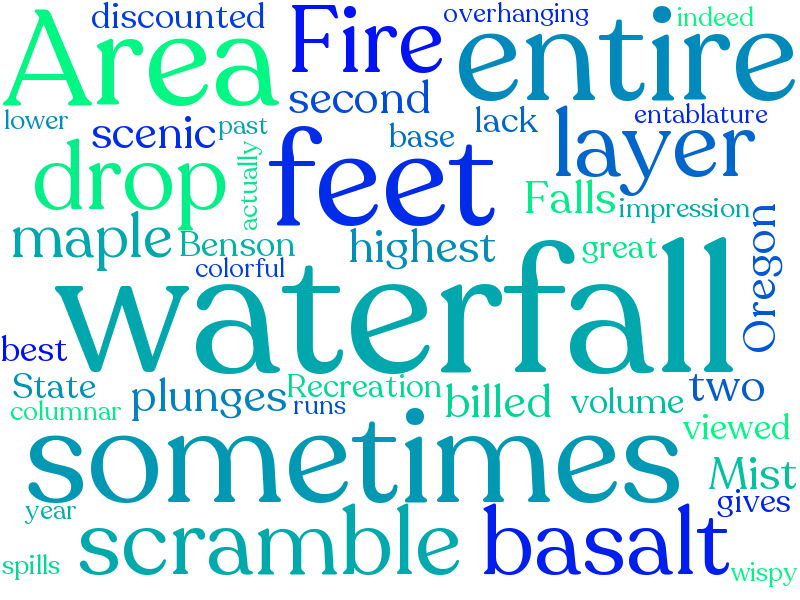 discounted
overhanging
indeed
Area
Fire
entire
second
lower
scenic
past
base
lack
entablature
layer
drop
actually
feet
Falls
impression
maple
Benson
highest
great
colorful
Oregon
waterfall
best
State
plunges
Recreation
runs
billed
volume
two
columnar
viewed
sometimes
Mist
gives
year
scramble
basalt
spills
wispy